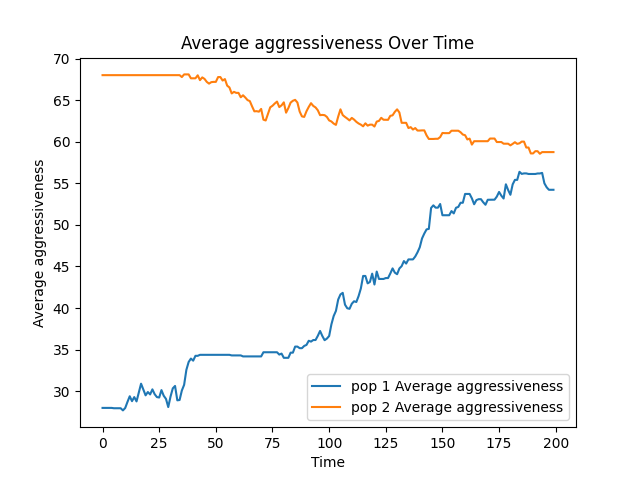 Average aggressiveness Over Time
Average aggressiveness
70
65
60
55
50
45
40
35
30
pop 1 Average aggressiveness
pop 2 Average aggressiveness
0 25 50 75 100 125 150 175 200
Time